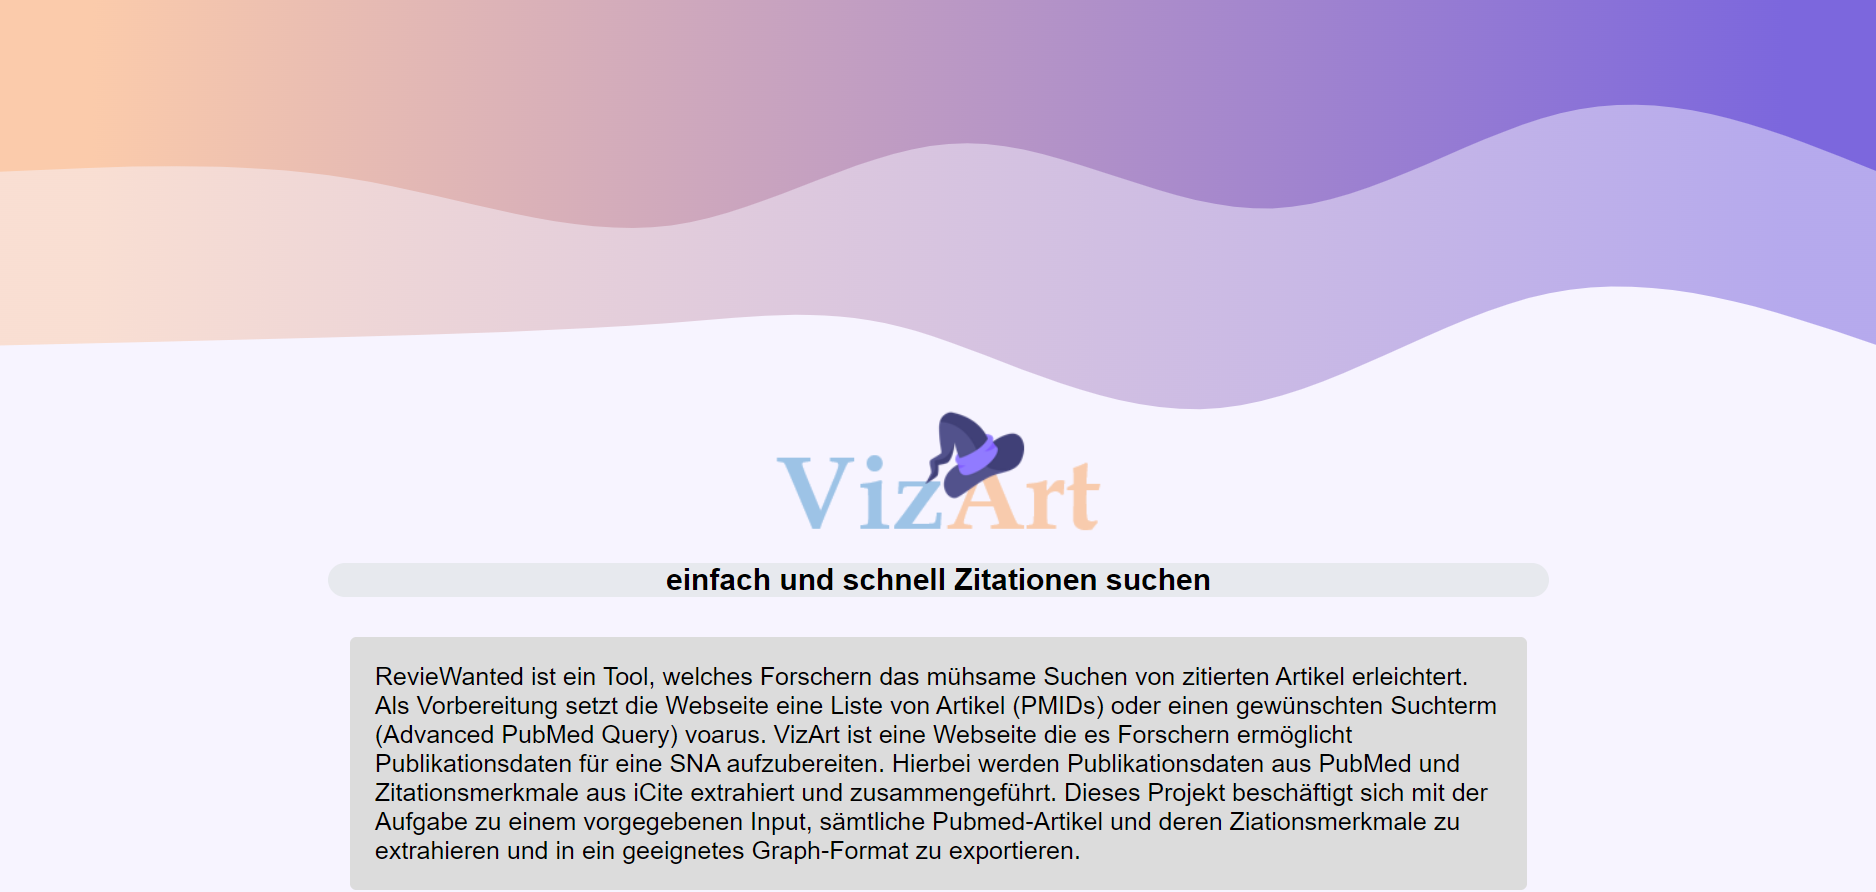 VizArt
einfach und schnell Zitationen suchen
RevieWanted ist ein Tool, welches Forschern das mühsame Suchen von zitierten Artikel erleichtert.
Als Vorbereitung setzt die Webseite eine Liste von Artikel (PMIDs) oder einen gewünschten Suchterm
(Advanced PubMed Query) voarus. VizArt ist eine Webseite die es Forschern ermöglicht
Publikationsdaten für eine SNA aufzubereiten. Hierbei werden Publikationsdaten aus PubMed und
Zitationsmerkmale aus iCite extrahiert und zusammengeführt. Dieses Projekt beschäftigt sich mit der
Aufgabe zu einem vorgegebenen Input, sämtliche Pubmed-Artikel und deren Ziationsmerkmale zu
extrahieren und in ein geeignetes Graph-Format zu exportieren.